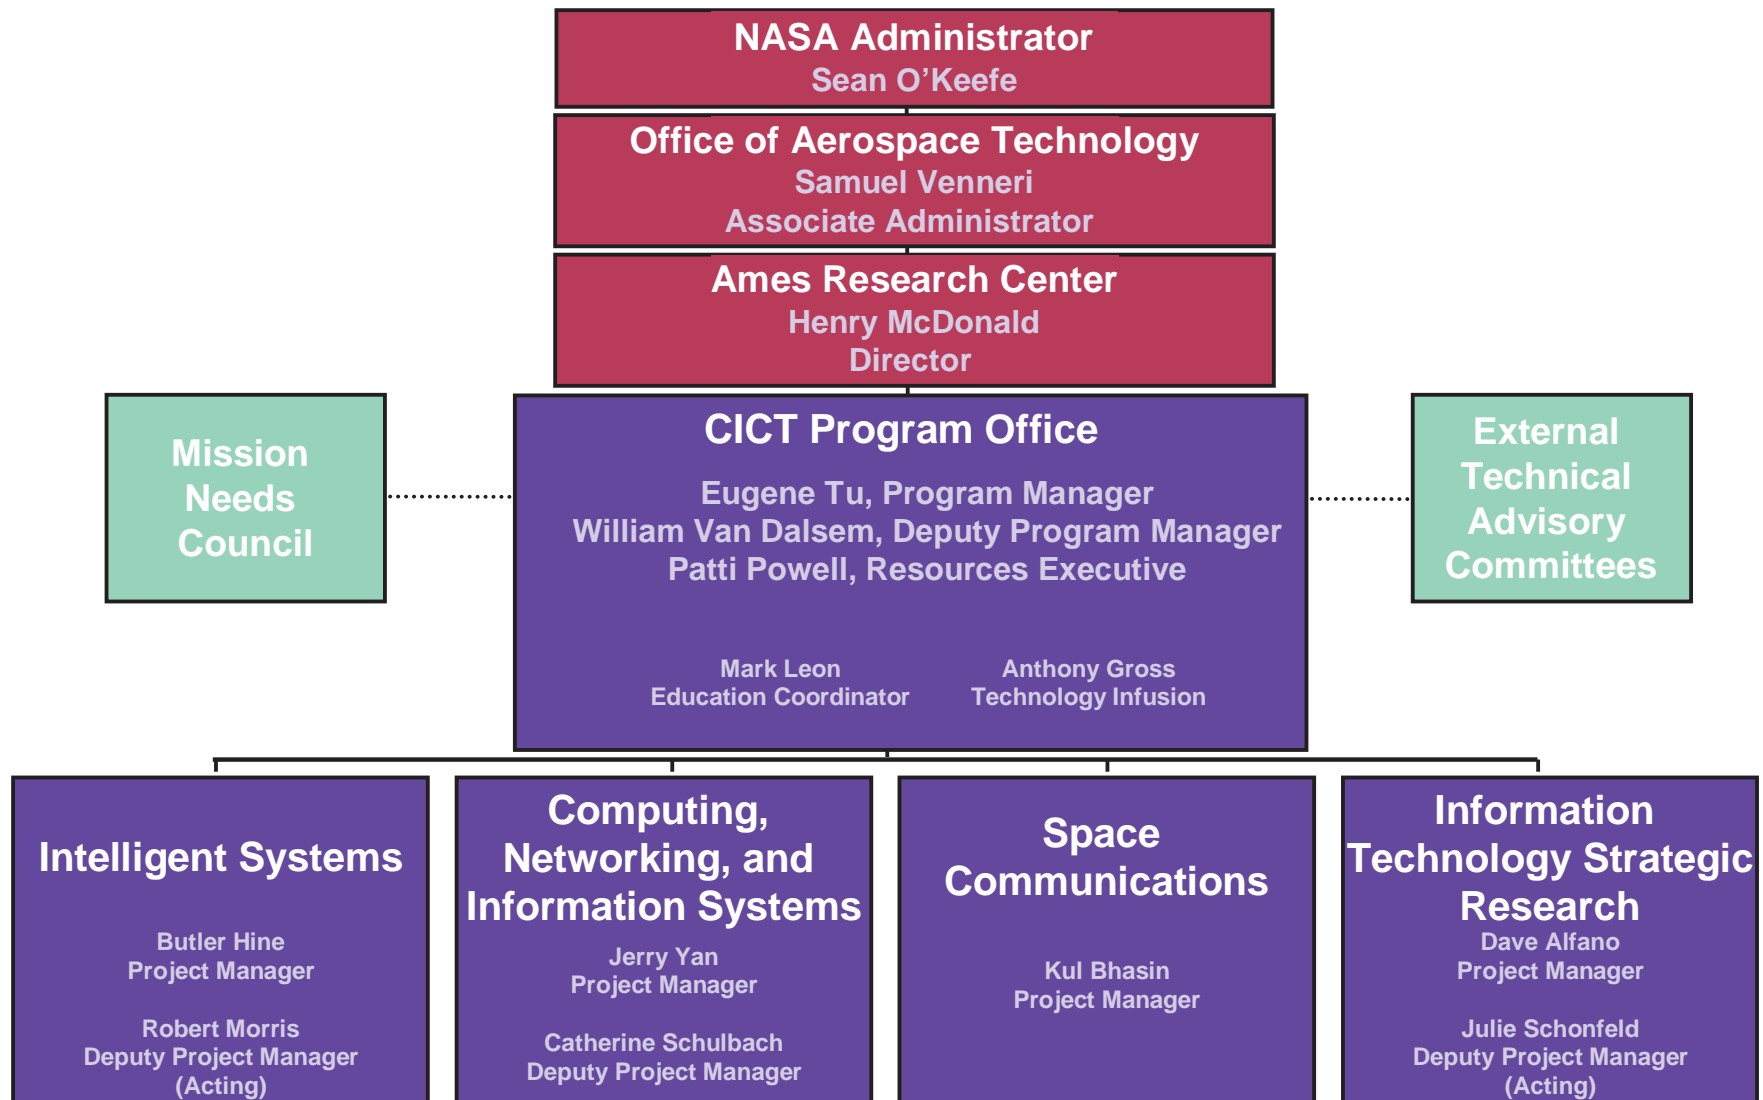 NASA Administrator
Sean O’Keefe
Office of Aerospace Technology
Samuel Venneri
Associate Administrator
Ames Research Center
Henry McDonald
Director
Mission
Needs
Council
CICT Program Office
Eugene Tu, Program Manager
William Van Dalsem, Deputy Program Manager
Patti Powell, Resources Executive
Mark Leon
Education Coordinator
Anthony Gross
Technology Infusion
External
Technical
Advisory
Committees
Intelligent Systems
Butler Hine
Project Manager
Robert Morris
Deputy Project Manager
(Acting)
Computing,
Networking, and
Information Systems
Jerry Yan
Project Manager
Catherine Schulbach
Deputy Project Manager
Space
Communications
Kul Bhasin
Project Manager
Information
Technology Strategic
Research
Dave Alfano
Project Manager
Julie Schonfeld
Deputy Project Manager
(Acting)